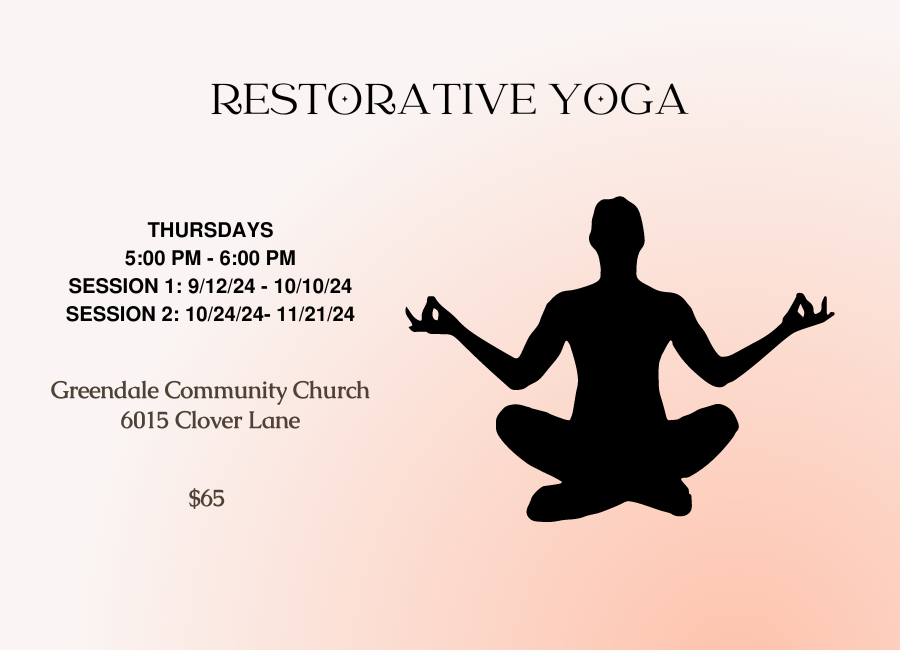 RESTORATIVE YOGA
THURSDAYS
5:00 PM - 6:00 PM
SESSION 1: 9/12/24 - 10/10/24
SESSION 2: 10/24/24- 11/21/24
Greendale Community Church
6015 Clover Lane
$65